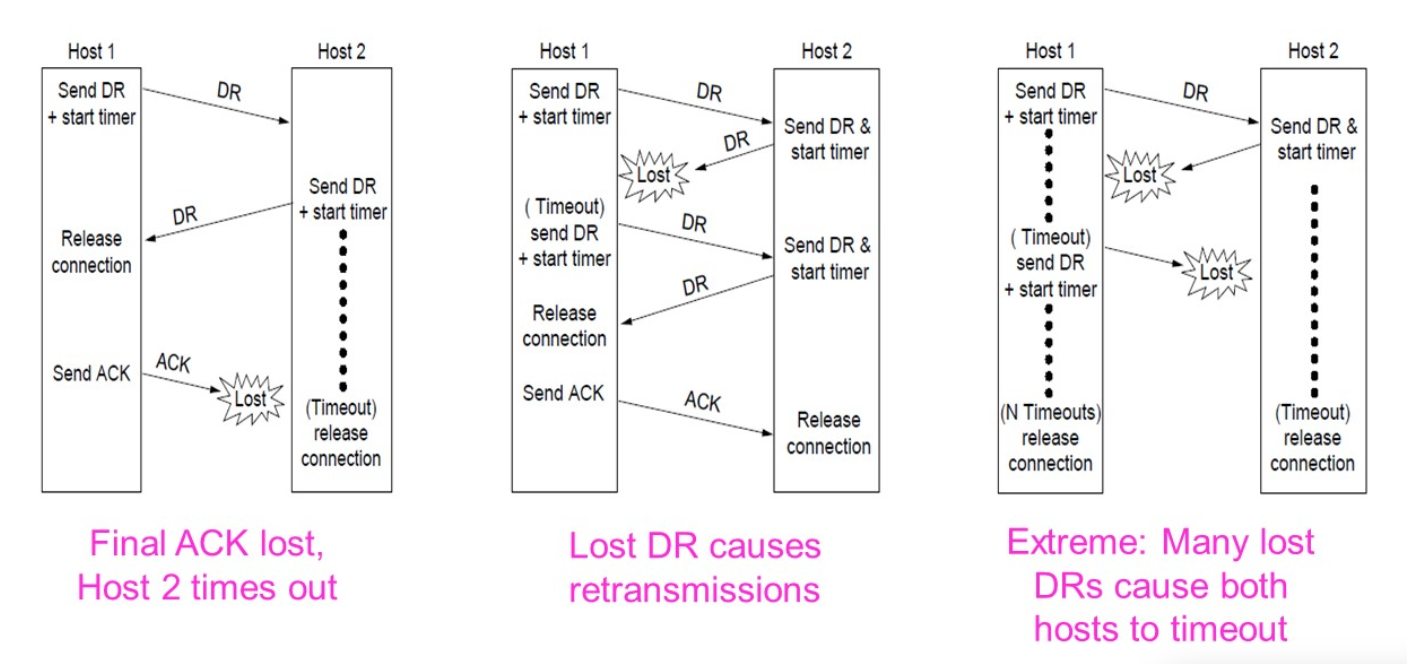 Host 1
Host 2
Send DR
+ start timer
DR
Send DR
+ start timer
DR
Release
connection
Send ACK
ACK
Lost
(Timeout)
release
connection
Final ACK lost,
Host 2 times out
Host 1
Host 2
Send DR
+ start timer
DR
Send DR &
start timer
DR
Lost
( Timeout)
send DR
+ start timer
DR
Send DR &
start timer
DR
Release
connection
Send ACK
ACK
Release
connection
Lost DR causes
retransmissions
Host 1
Host 2
Send DR
+ start timer
DR
Send DR &
start timer
Lost
( Timeout)
send DR
+ start timer
Lost
(N Timeouts)
release
connection
(Timeout)
release
connection
Extreme: Many lost
DRs cause both
hosts to timeout